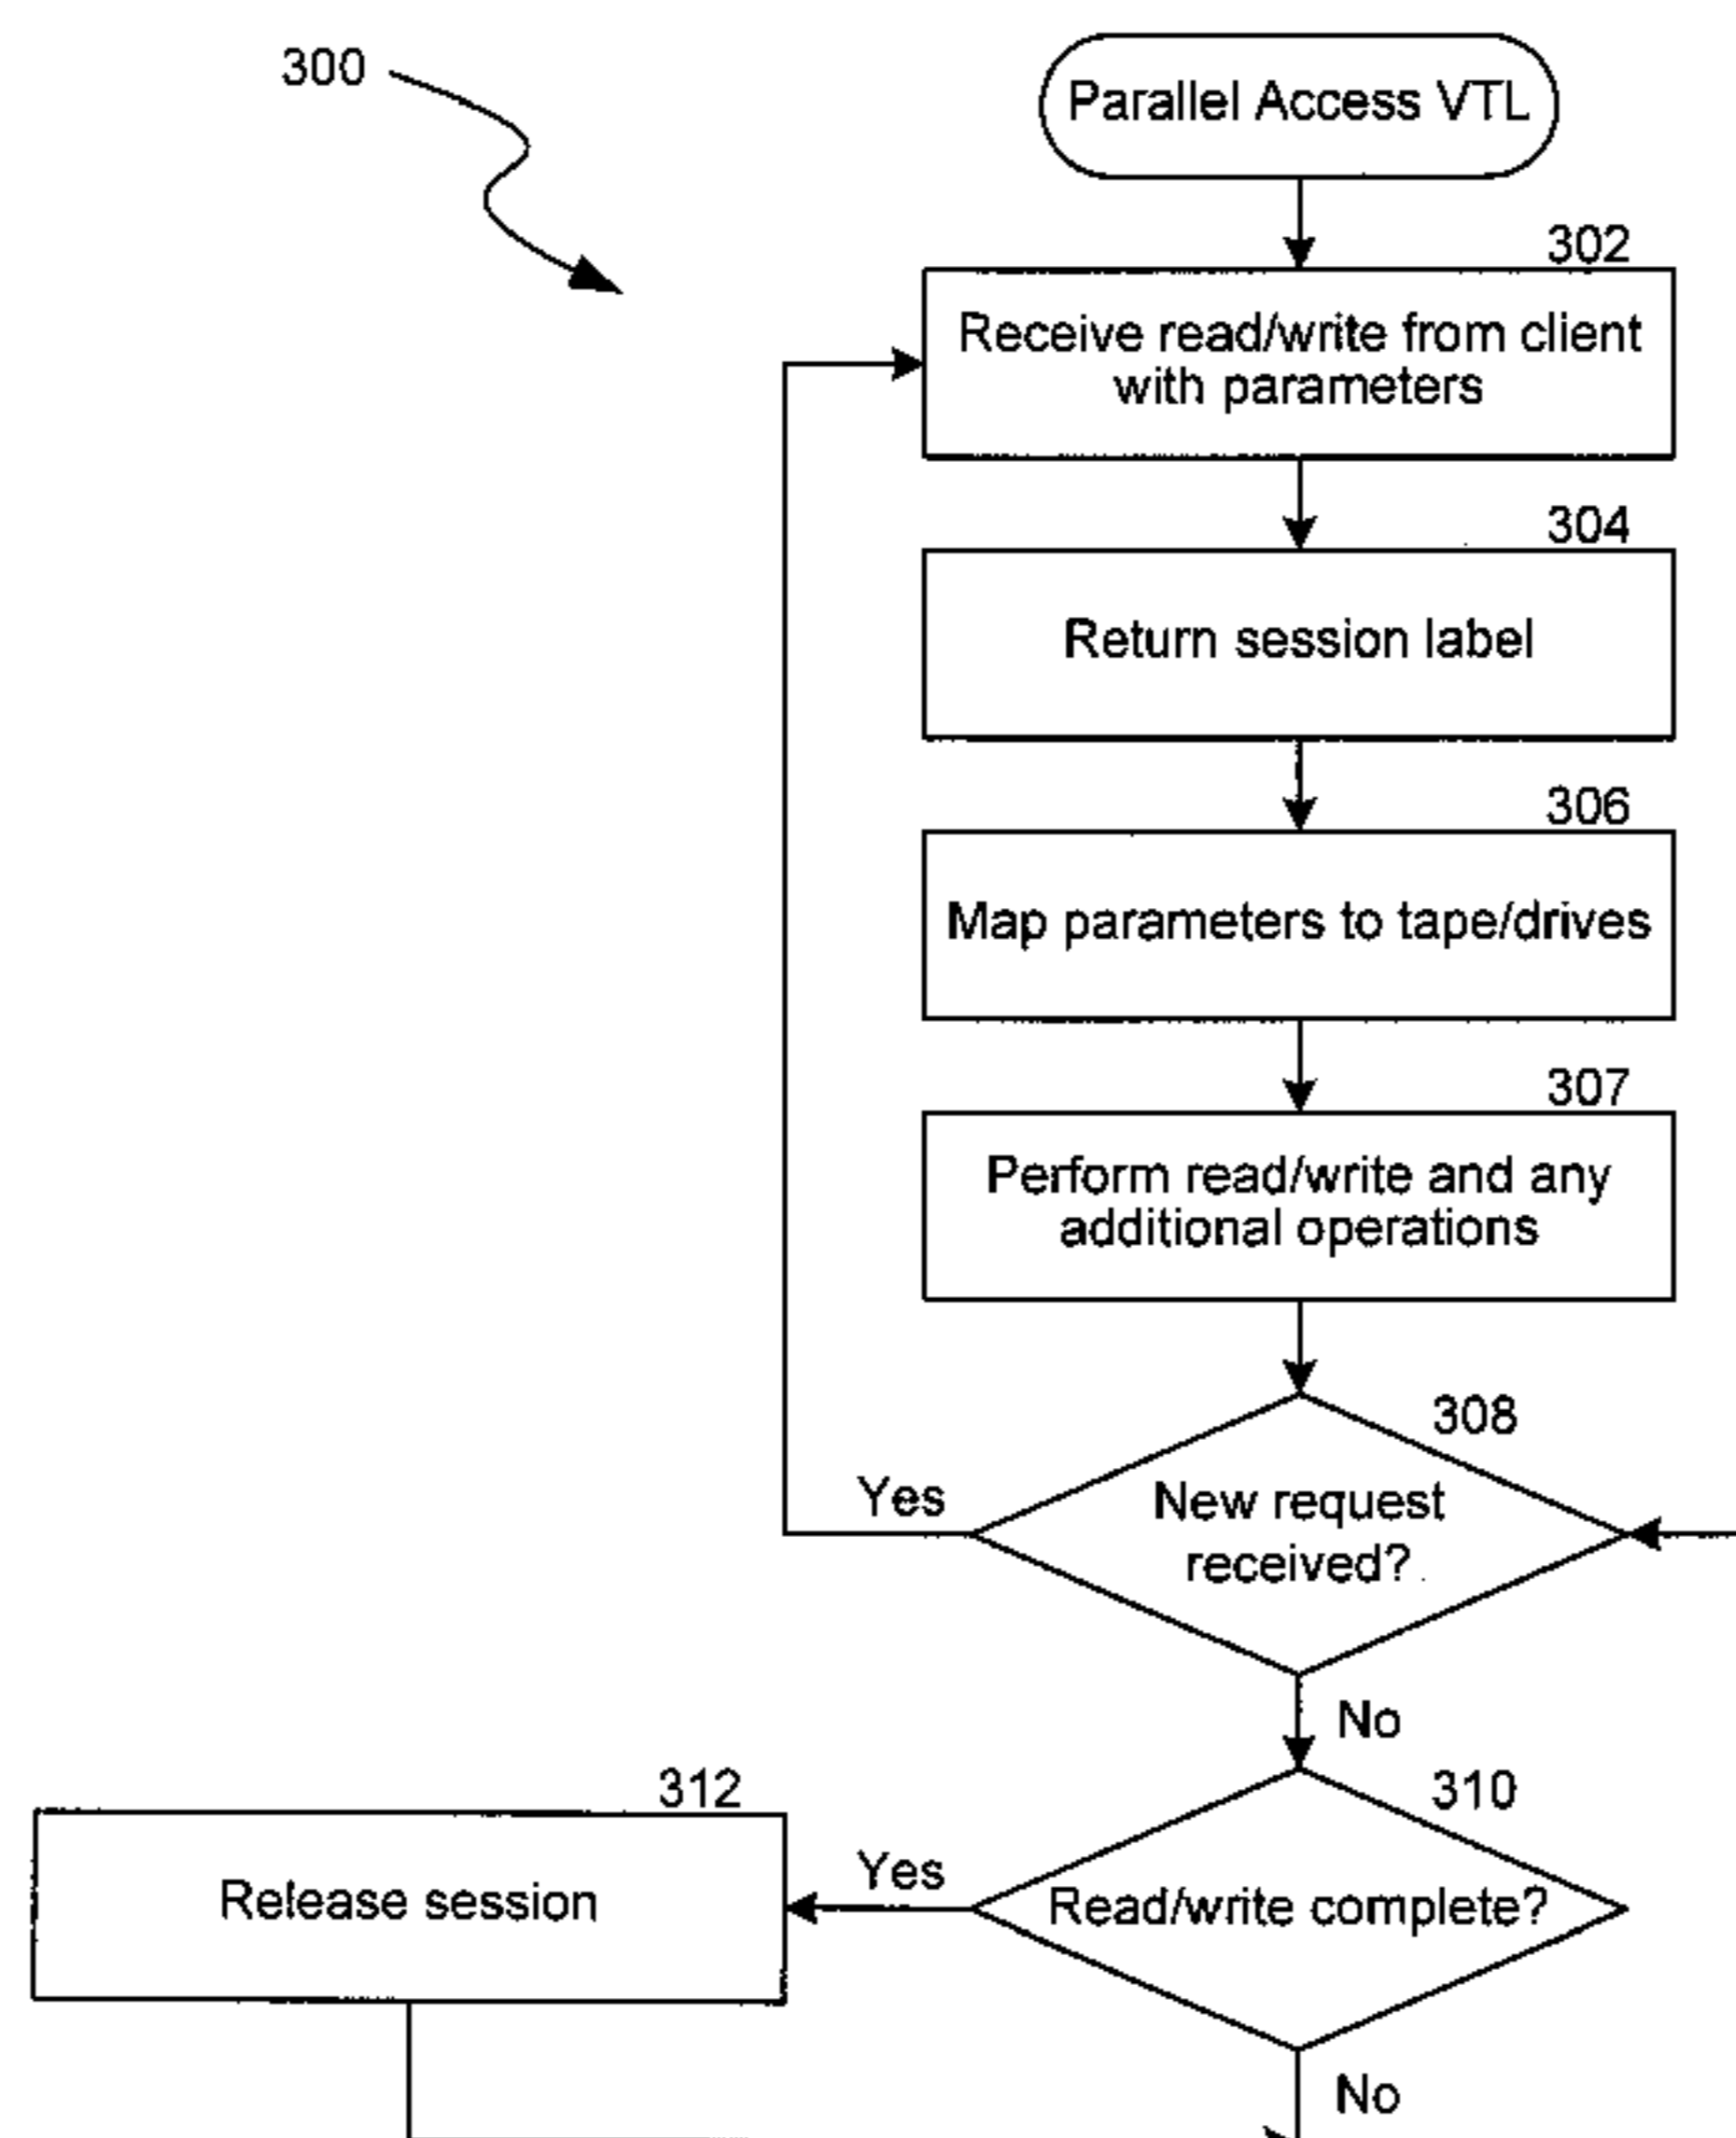 300
Parallel Access VTL
302
Receive read/write from client
with parameters
304
Return session label
306
Map parameters to tape/drives
307
Perform read/write and any
additional operations
308
Yes
New request
received?
No
312
310
Release session
Yes
Read/write complete?
No